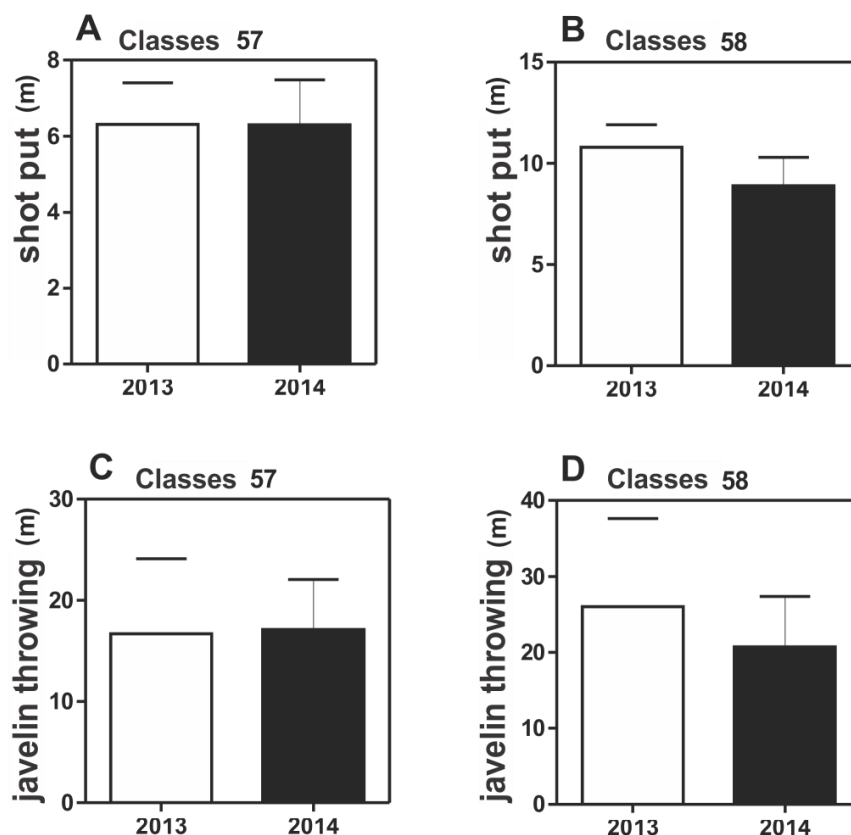 A Classes 57
shot put (m)
8
6
4
2
0
2013 2014
B Classes 58
shot put (m)
15
10
5
0
2013 2014
C Classes 57
javelin throwing (m)
30
20
10
0
2013 2014
D Classes 58
javelin throwing (m)
40
30
20
10
0
2013 2014